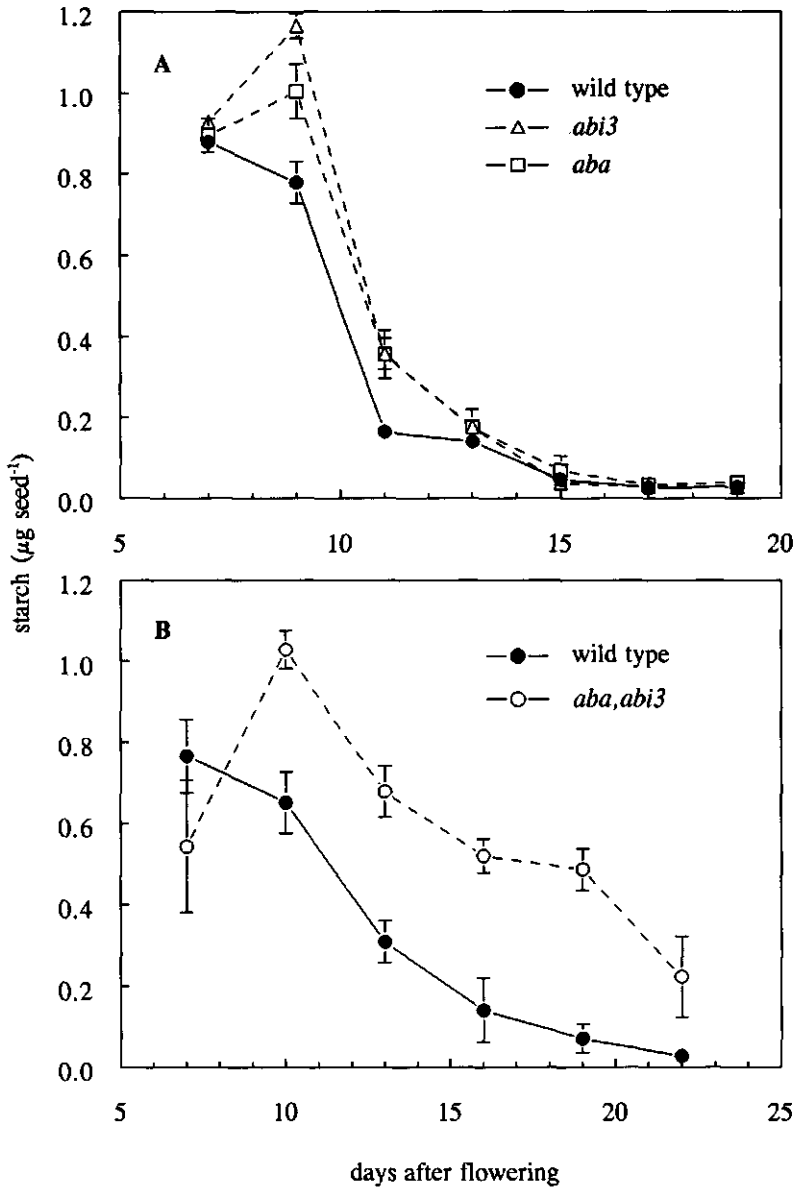 1.2
A
wild type
abi3
aba
1.0
0.8
0.6
0.4
0.2
0.0
5
10
15
20
starch (µg seed⁻¹)
1.2
B
wild type
aba,abi3
1.0
0.8
0.6
0.4
0.2
0.0
5
10
15
20
25
days after flowering